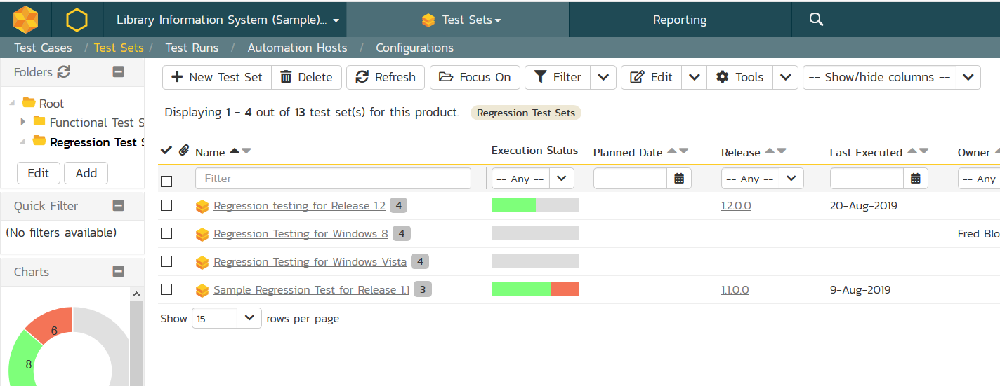 Library Information System (Sample)... Test Sets Reporting
Test Cases / Test Sets / Test Runs / Automation Hosts / Configurations
Folders
Root
Functional Test S
Regression Test S
Edit Add
Quick Filter
(No filters available)
Charts
6
8
New Test Set Delete Refresh Focus On Filter Edit Tools -- Show/hide columns --
Displaying 1 - 4 out of 13 test set(s) for this product. Regression Test Sets
Name Execution Status Planned Date Release Last Executed Owner
Filter -- Any -- -- Any -- -- Any
Regression testing for Release 1.2 4 1.2.0.0 20-Aug-2019
Regression Testing for Windows 8 4 Fred Blo
Regression Testing for Windows Vista 4
Sample Regression Test for Release 1.1 3 1.1.0.0 9-Aug-2019
Show 15 rows per page